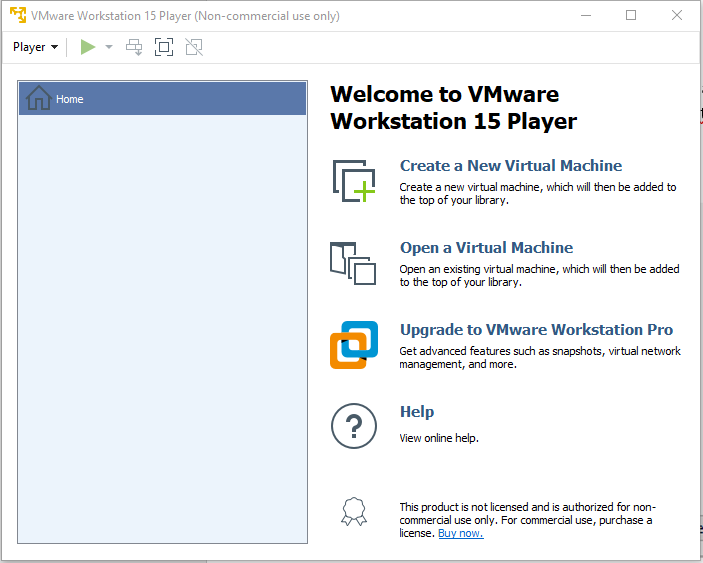 VMware Workstation 15 Player (Non-commercial use only)
Player
Home
Welcome to VMware
Workstation 15 Player
Create a New Virtual Machine
Create a new virtual machine, which will then be added to
the top of your library.
Open a Virtual Machine
Open an existing virtual machine, which will then be added
to the top of your library.
Upgrade to VMware Workstation Pro
Get advanced features such as snapshots, virtual network
management, and more.
Help
View online help.
This product is not licensed and is authorized for non-
commercial use only. For commercial use, purchase a
license. Buy now.